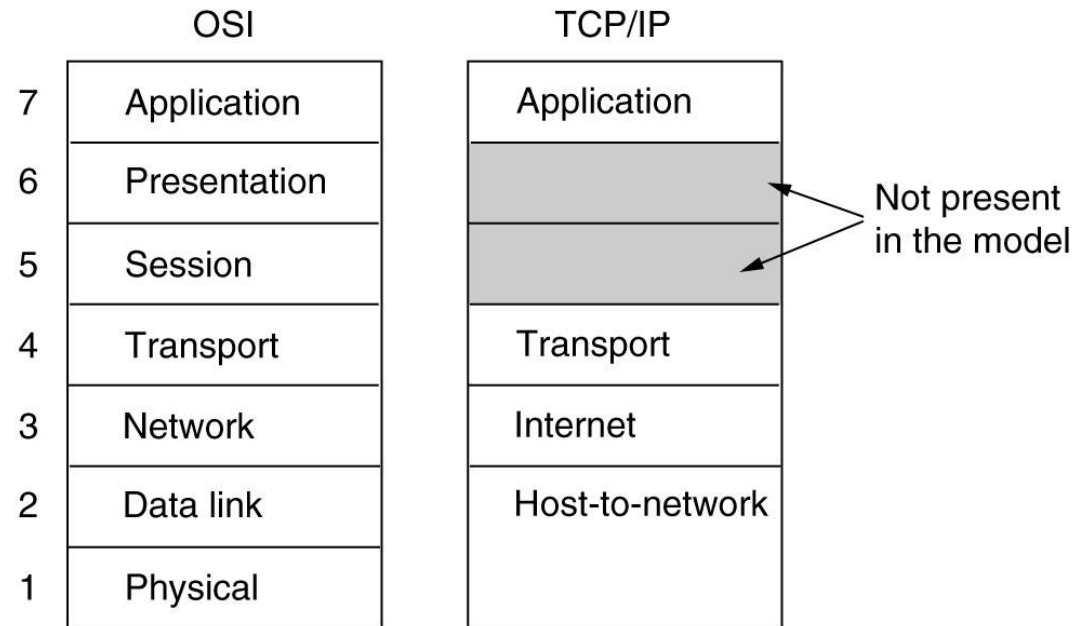 OSI
TCP/IP
7
Application
Application
6
Presentation
5
Session
Not present
in the model
4
Transport
Transport
3
Network
Internet
2
Data link
Host-to-network
1
Physical